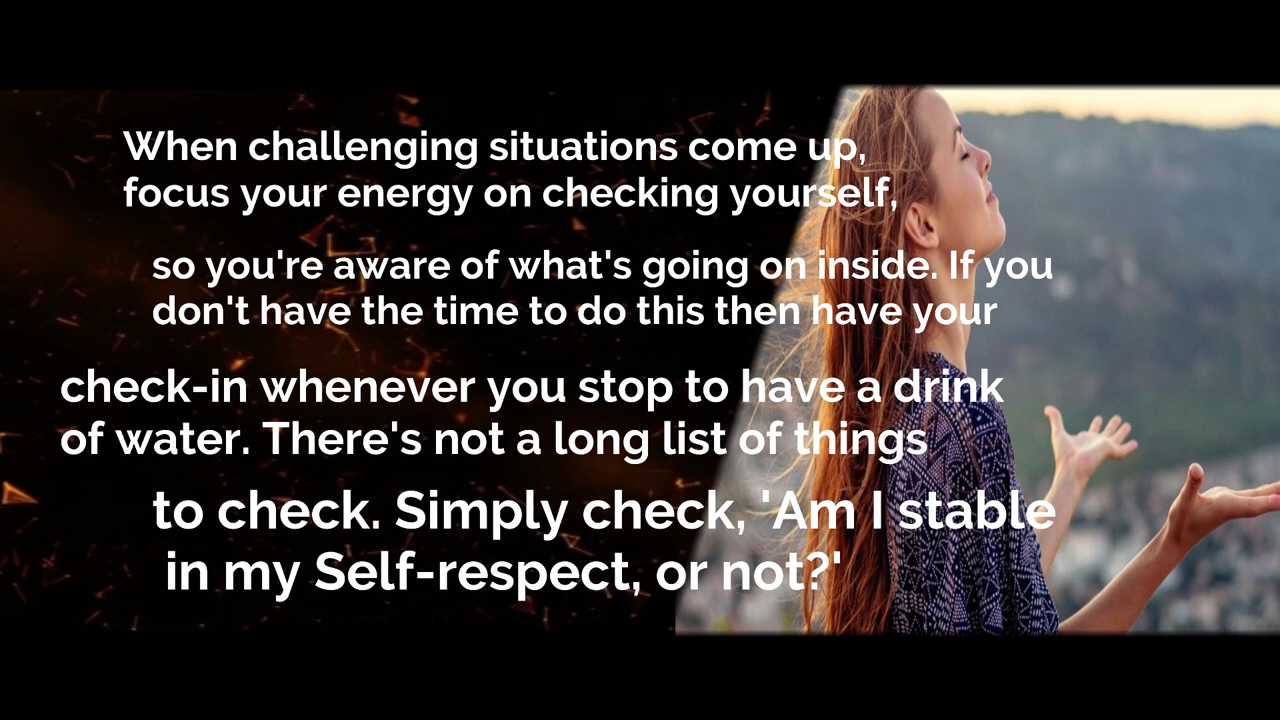 When challenging situations come up,
focus your energy on checking yourself,
so you're aware of what's going on inside. If you
don't have the time to do this then have your
check-in whenever you stop to have a drink
of water. There's not a long list of things
to check. Simply check, 'Am I stable
in my Self-respect, or not?'